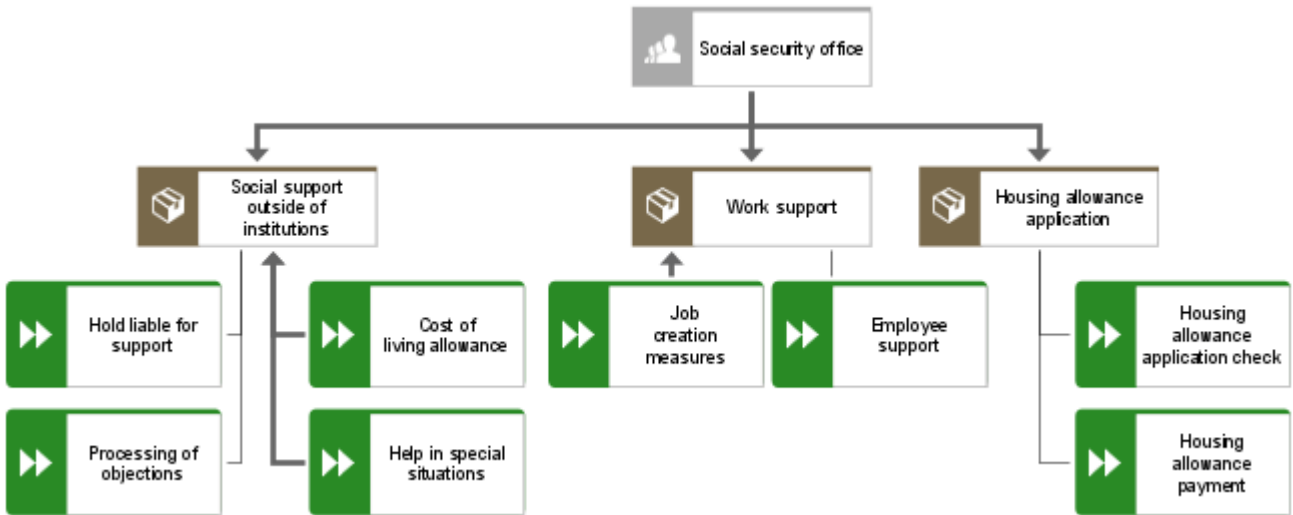 Social security office
Social support
outside of
institutions
Work support
Housing allowance
application
Hold liable for
support
Cost of
living allowance
Job
creation
measures
Employee
support
Housing
allowance
application check
Processing of
objections
Help in special
situations
Housing
allowance
payment